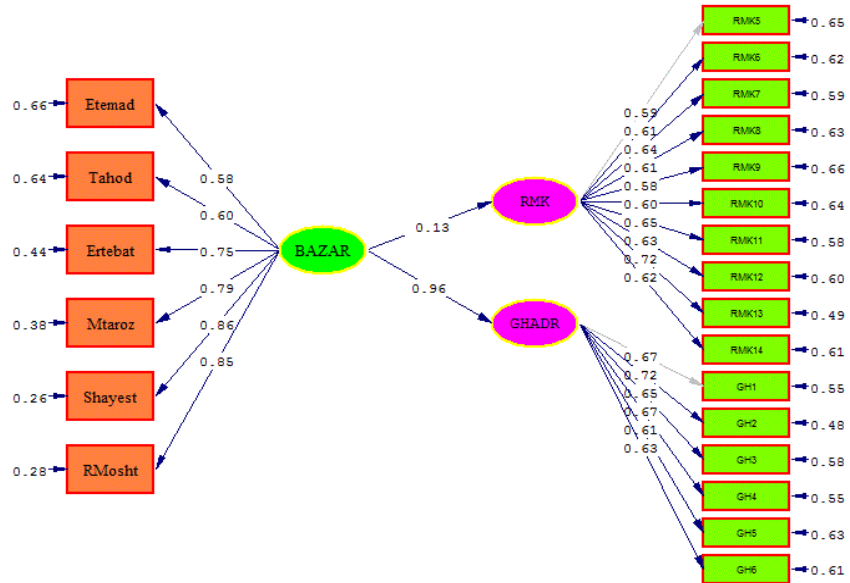 0.66 Etemad
0.64 Tahod
0.44 Ertebat
0.38 Mtaroz
0.26 Shayest
0.28 RMosht
0.58
0.60
0.75
0.79
0.86
0.85
BAZAR
0.13
0.96
RMK
GHADR
0.59
0.61
0.64
0.61
0.58
0.60
0.65
0.63
0.72
0.62
0.67
0.72
0.65
0.67
0.61
0.63
RMK5 0.65
RMK6 0.62
RMK7 0.59
RMK8 0.63
RMK9 0.66
RMK10 0.64
RMK11 0.58
RMK12 0.60
RMK13 0.49
RMK14 0.61
GH1 0.55
GH2 0.48
GH3 0.58
GH4 0.55
GH5 0.63
GH6 0.61